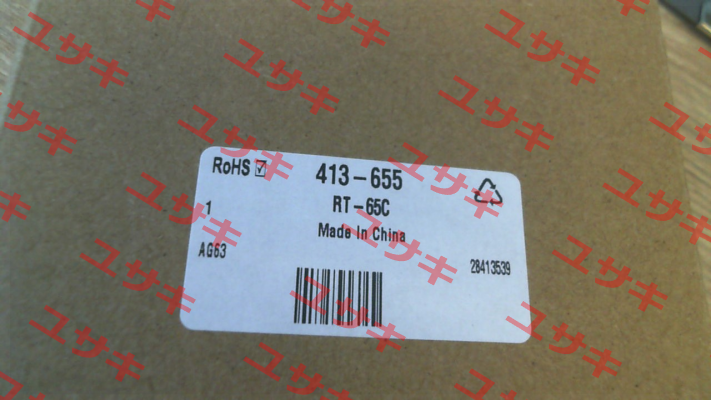 RoHS ☑
413-655
RT-65C
1
Made In China
AG63
28413539
ユサキ